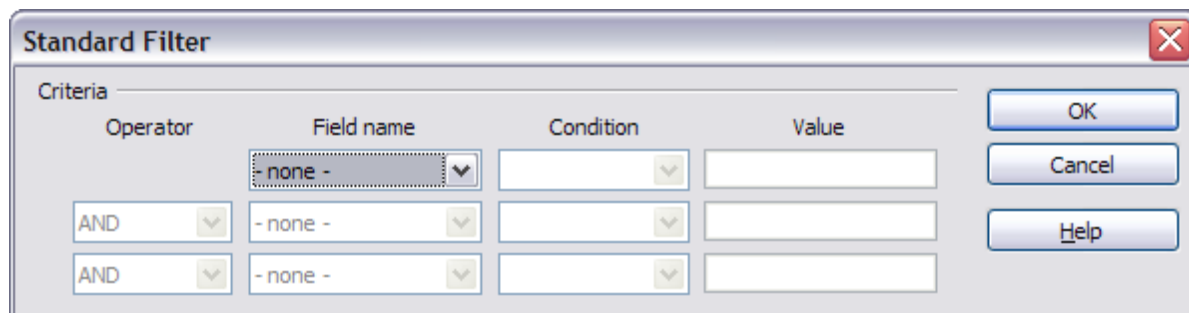 Standard Filter
Criteria
Operator Field name Condition Value
- none -
AND - none -
AND - none -
OK
Cancel
Help